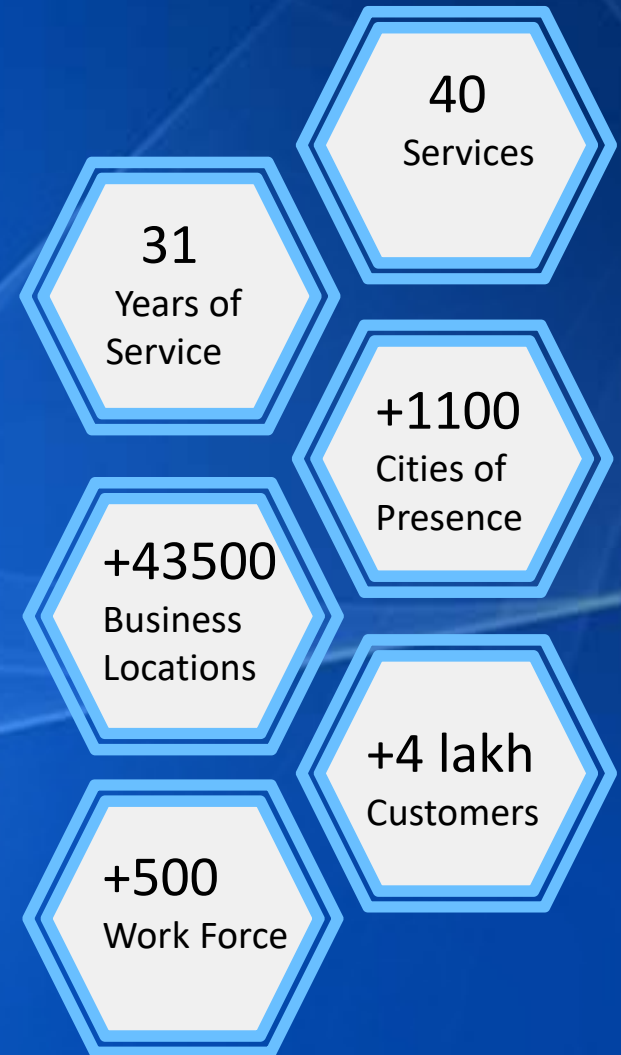 40
Services
31
Years of
Service
+1100
Cities of
Presence
+43500
Business
Locations
+4 lakh
Customers
+500
Work Force